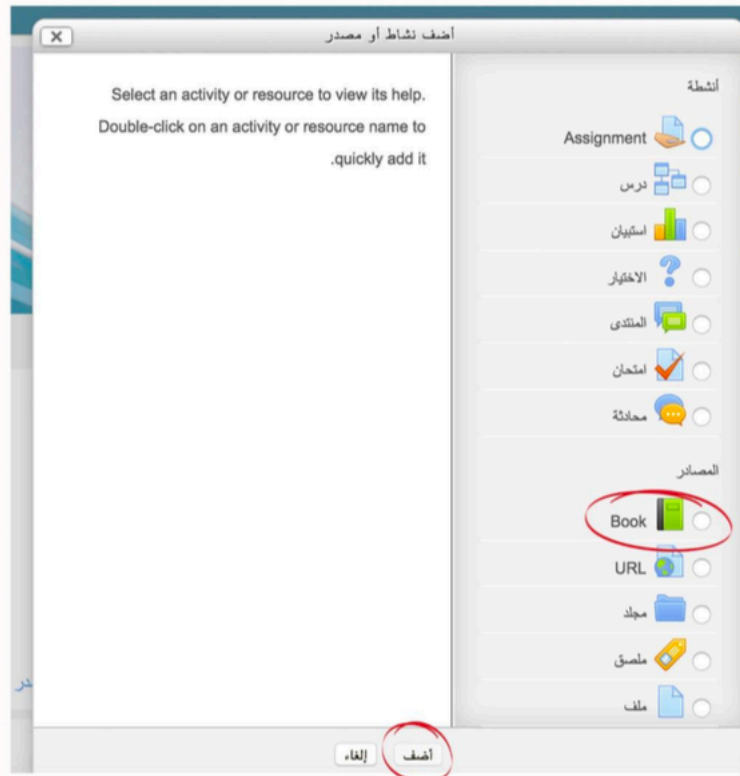 أضف نشاط أو مصدر
أنشطة
Assignment
درس
استبيان
الاختيار
المنتدى
امتحان
محادثة
المصادر
Book
URL
مجلد
ملصق
ملف
Select an activity or resource to view its help.
Double-click on an activity or resource name to
.quickly add it
أضف
إلغاء